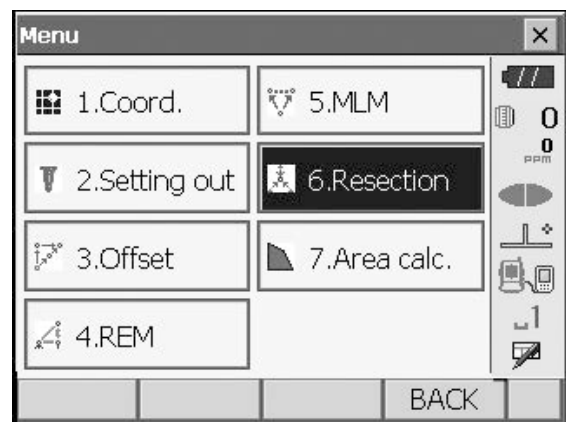 Menu
1.Coord.
5.MLM
2.Setting out
6.Resection
3.Offset
7.Area calc.
4.REM
0
0
PPM
1
BACK